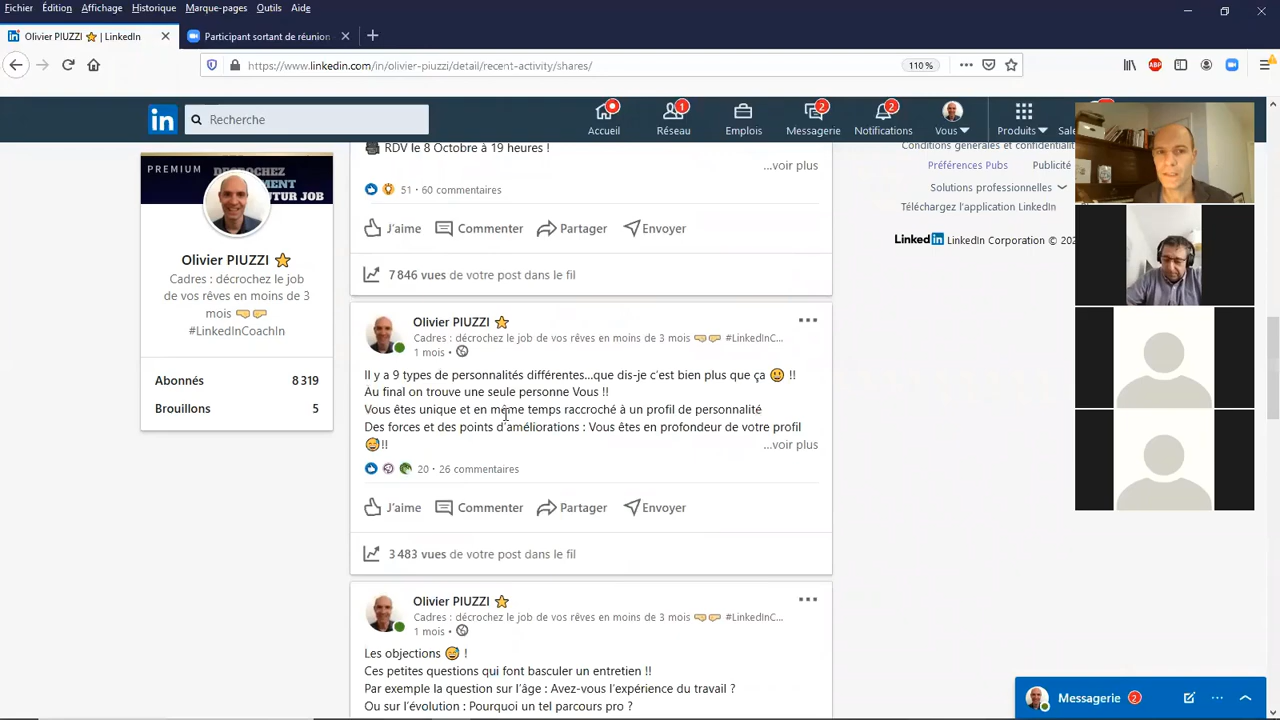 Fichier Édition Affichage Historique Marque-pages Outils Aide
Olivier PIUZZI ⭐ | LinkedIn
Participant sortant de réunion
https://www.linkedin.com/in/olivier-piuzzi/detail/recent-activity/shares/
110 %
ABP
in
Recherche
Accueil
1
Réseau
Emplois
2
Messagerie
2
Notifications
Vous
Produits
PREMIUM
FUTUR JOB
Olivier PIUZZI ⭐
Cadres : décrochez le job
de vos rêves en moins de 3
mois 🤜🤛
#LinkedInCoachIn
Abonnés 8 319
Brouillons 5
RDV le 8 Octobre à 19 heures !
...voir plus
51 · 60 commentaires
J'aime Commenter Partager Envoyer
7 846 vues de votre post dans le fil
Olivier PIUZZI ⭐
Cadres : décrochez le job de vos rêves en moins de 3 mois 🤜🤛 #LinkedInC...
1 mois
Il y a 9 types de personnalités différentes...que dis-je c'est bien plus que ça 😃 !!
Au final on trouve une seule personne Vous !!
Vous êtes unique et en même temps raccroché à un profil de personnalité
Des forces et des points d'améliorations : Vous êtes en profondeur de votre profil
😅!!
...voir plus
20 · 26 commentaires
J'aime Commenter Partager Envoyer
3 483 vues de votre post dans le fil
Olivier PIUZZI ⭐
Cadres : décrochez le job de vos rêves en moins de 3 mois 🤜🤛 #LinkedInC...
1 mois
Les objections 😅 !
Ces petites questions qui font basculer un entretien !!
Par exemple la question sur l'âge : Avez-vous l'expérience du travail ?
Ou sur l'évolution : Pourquoi un tel parcours pro ?
Conditions générales et confidentialité
Préférences Pubs Publicité
Solutions professionnelles
Téléchargez l'application LinkedIn
LinkedIn LinkedIn Corporation ©
Messagerie 2